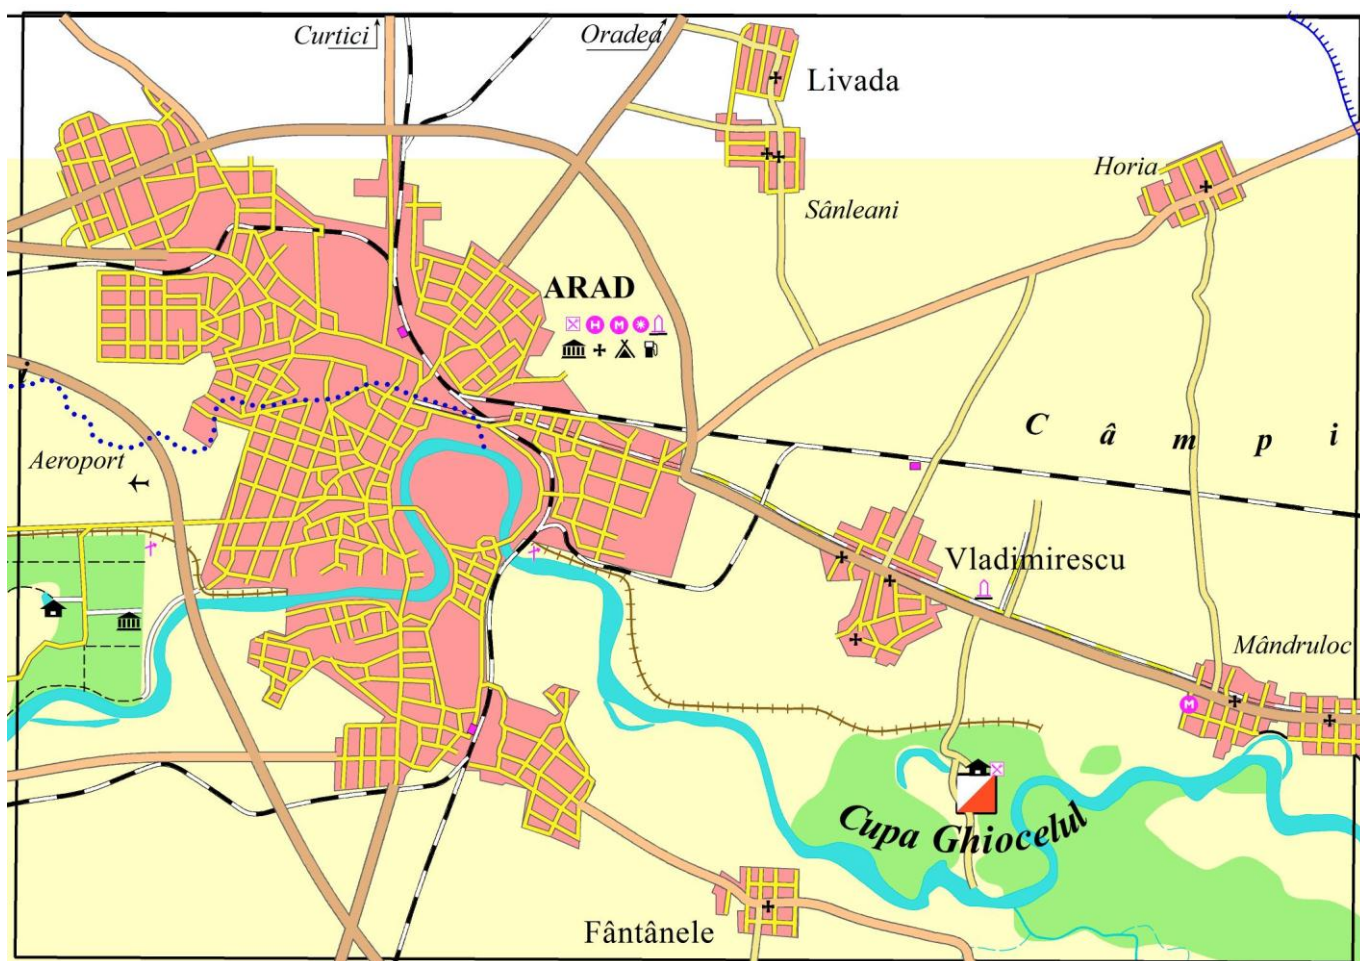 Curtici
Oradea
Livada
Horia
Sânleani
ARAD
H M
C â m p i
Aeroport
Vladimirescu
Mândruloc
M
Cupa Ghiocelul
Fântânele